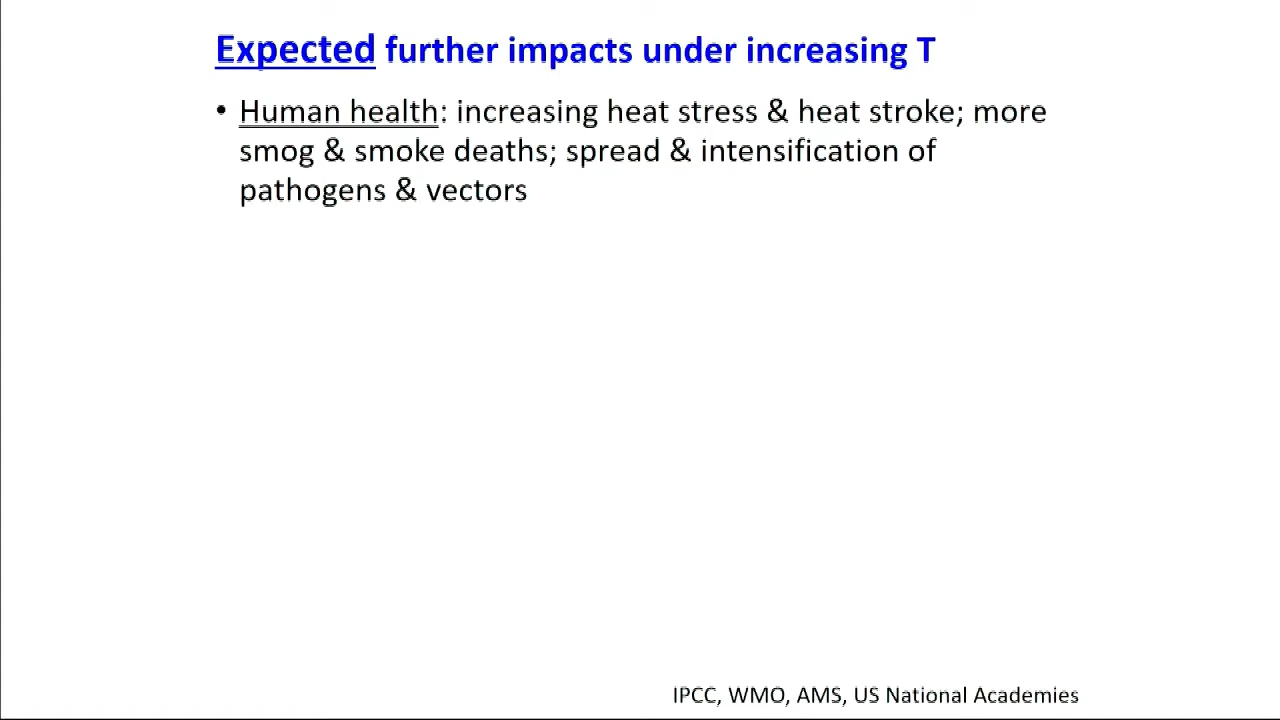 Expected further impacts under increasing T
• Human health: increasing heat stress & heat stroke; more
smog & smoke deaths; spread & intensification of
pathogens & vectors
IPCC, WMO, AMS, US National Academies